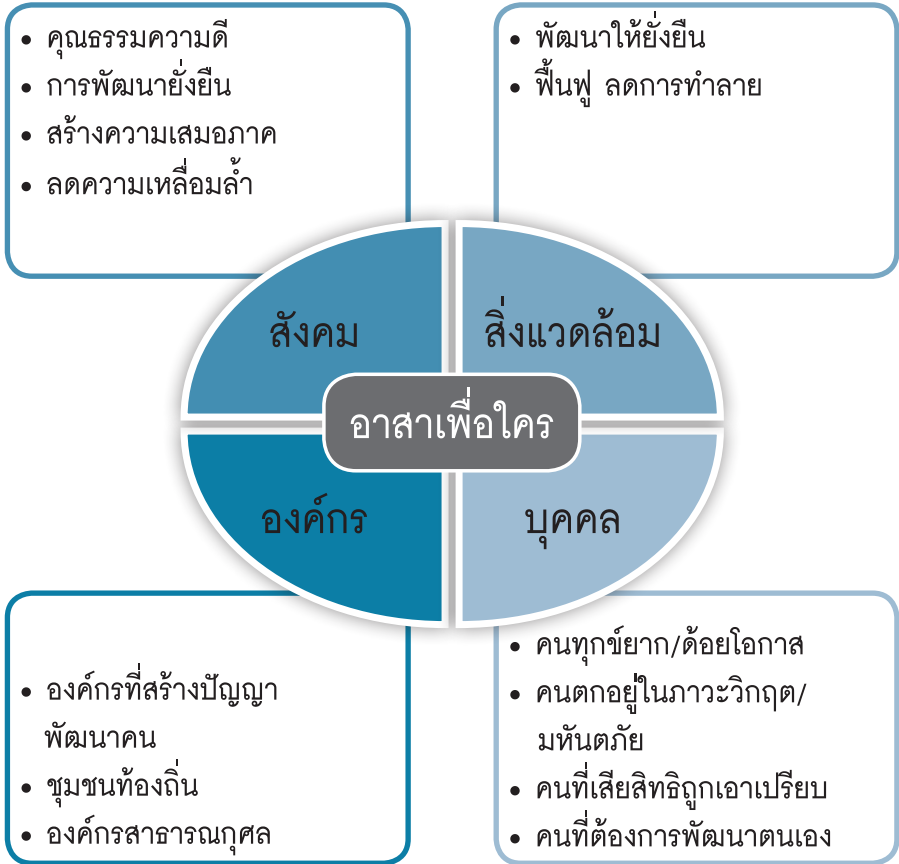 • คุณธรรมความดี
• การพัฒนายั่งยืน
• สร้างความเสมอภาค
• ลดความเหลื่อมล้ำ
• พัฒนาให้ยั่งยืน
• ฟื้นฟู ลดการทำลาย
สังคม
สิ่งแวดล้อม
อาสาเพื่อใคร
องค์กร
บุคคล
• องค์กรที่สร้างปัญญา
พัฒนาคน
• ชุมชนท้องถิ่น
• องค์กรสาธารณกุศล
• คนทุกข์ยาก/ด้อยโอกาส
• คนตกอยู่ในภาวะวิกฤต/
มหันตภัย
• คนที่เสียสิทธิถูกเอาเปรียบ
• คนที่ต้องการพัฒนาตนเอง